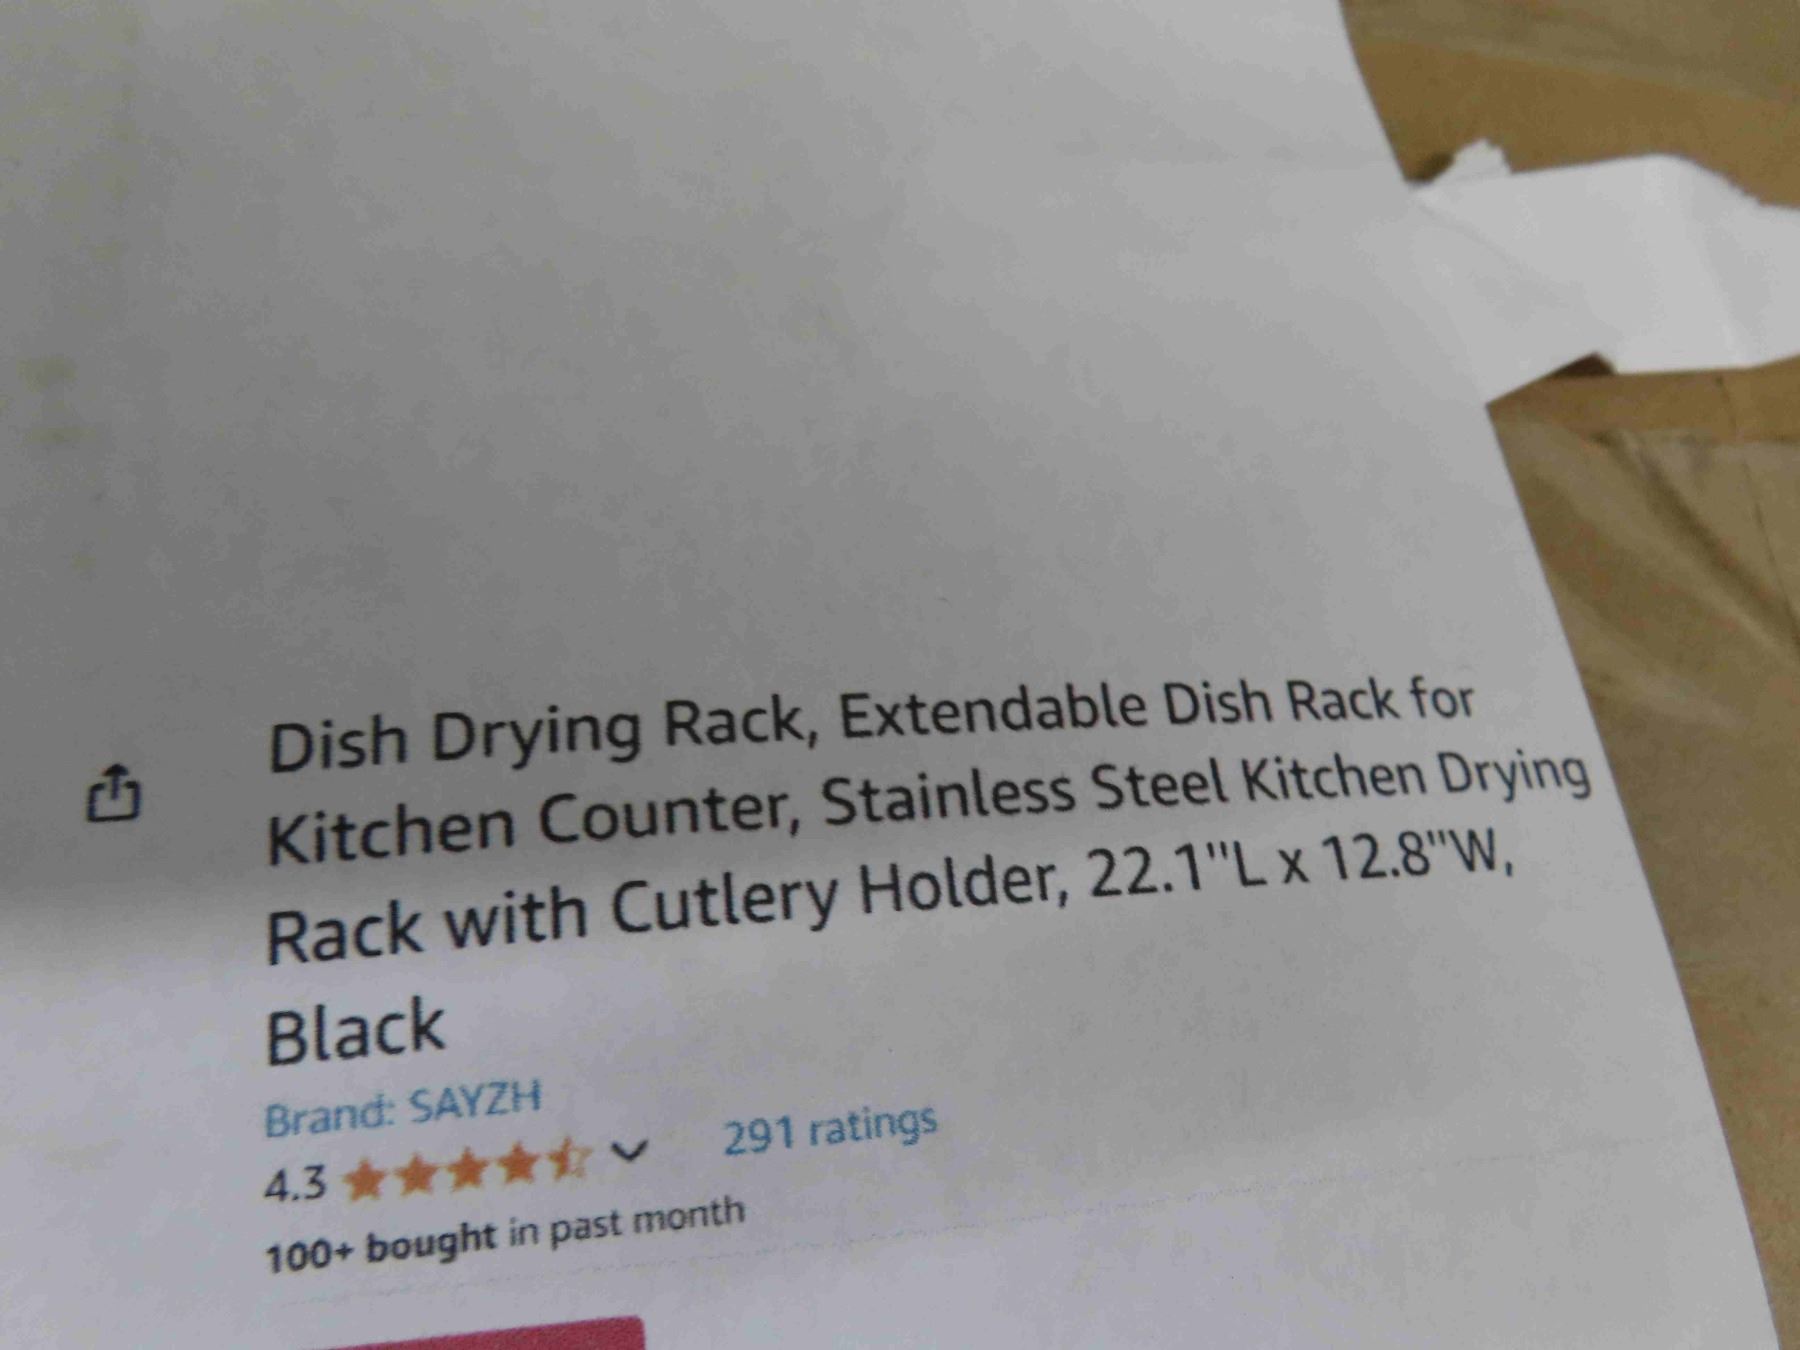 Dish Drying Rack, Extendable Dish Rack for
Kitchen Counter, Stainless Steel Kitchen Drying
Rack with Cutlery Holder, 22.1"L x 12.8"W,
Black
Brand: SAYZH
4.3 291 ratings
100+ bought in past month